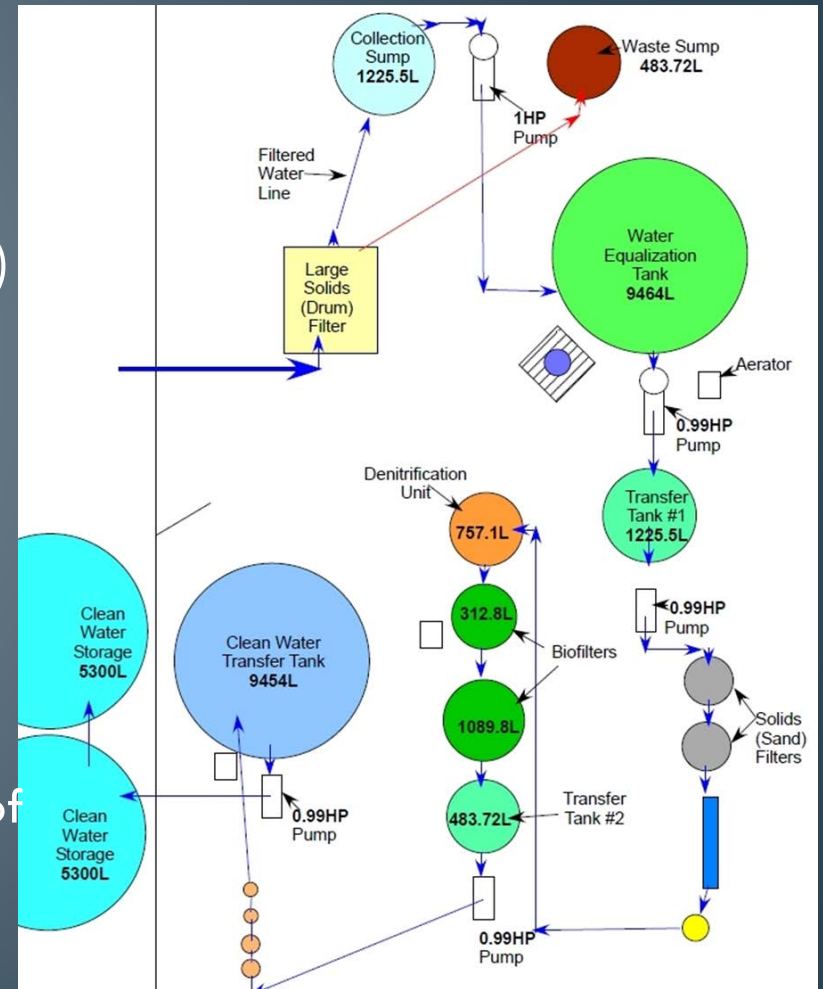 )
of
Collection
Sump
1225.5L
Waste Sump
483.72L
1HP
Pump
Filtered
Water
Line
Large
Solids
(Drum)
Filter
Water
Equalization
Tank
9464L
Aerator
0.99HP
Pump
Denitrification
Unit
757.1L
Transfer
Tank #1
1225.5L
312.8L
0.99HP
Pump
Biofilters
Clean
Water
Storage
5300L
Clean Water
Transfer Tank
9454L
1089.8L
Solids
(Sand)
Filters
Transfer
Tank #2
483.72L
0.99HP
Pump
Clean
Water
Storage
5300L
0.99HP
Pump